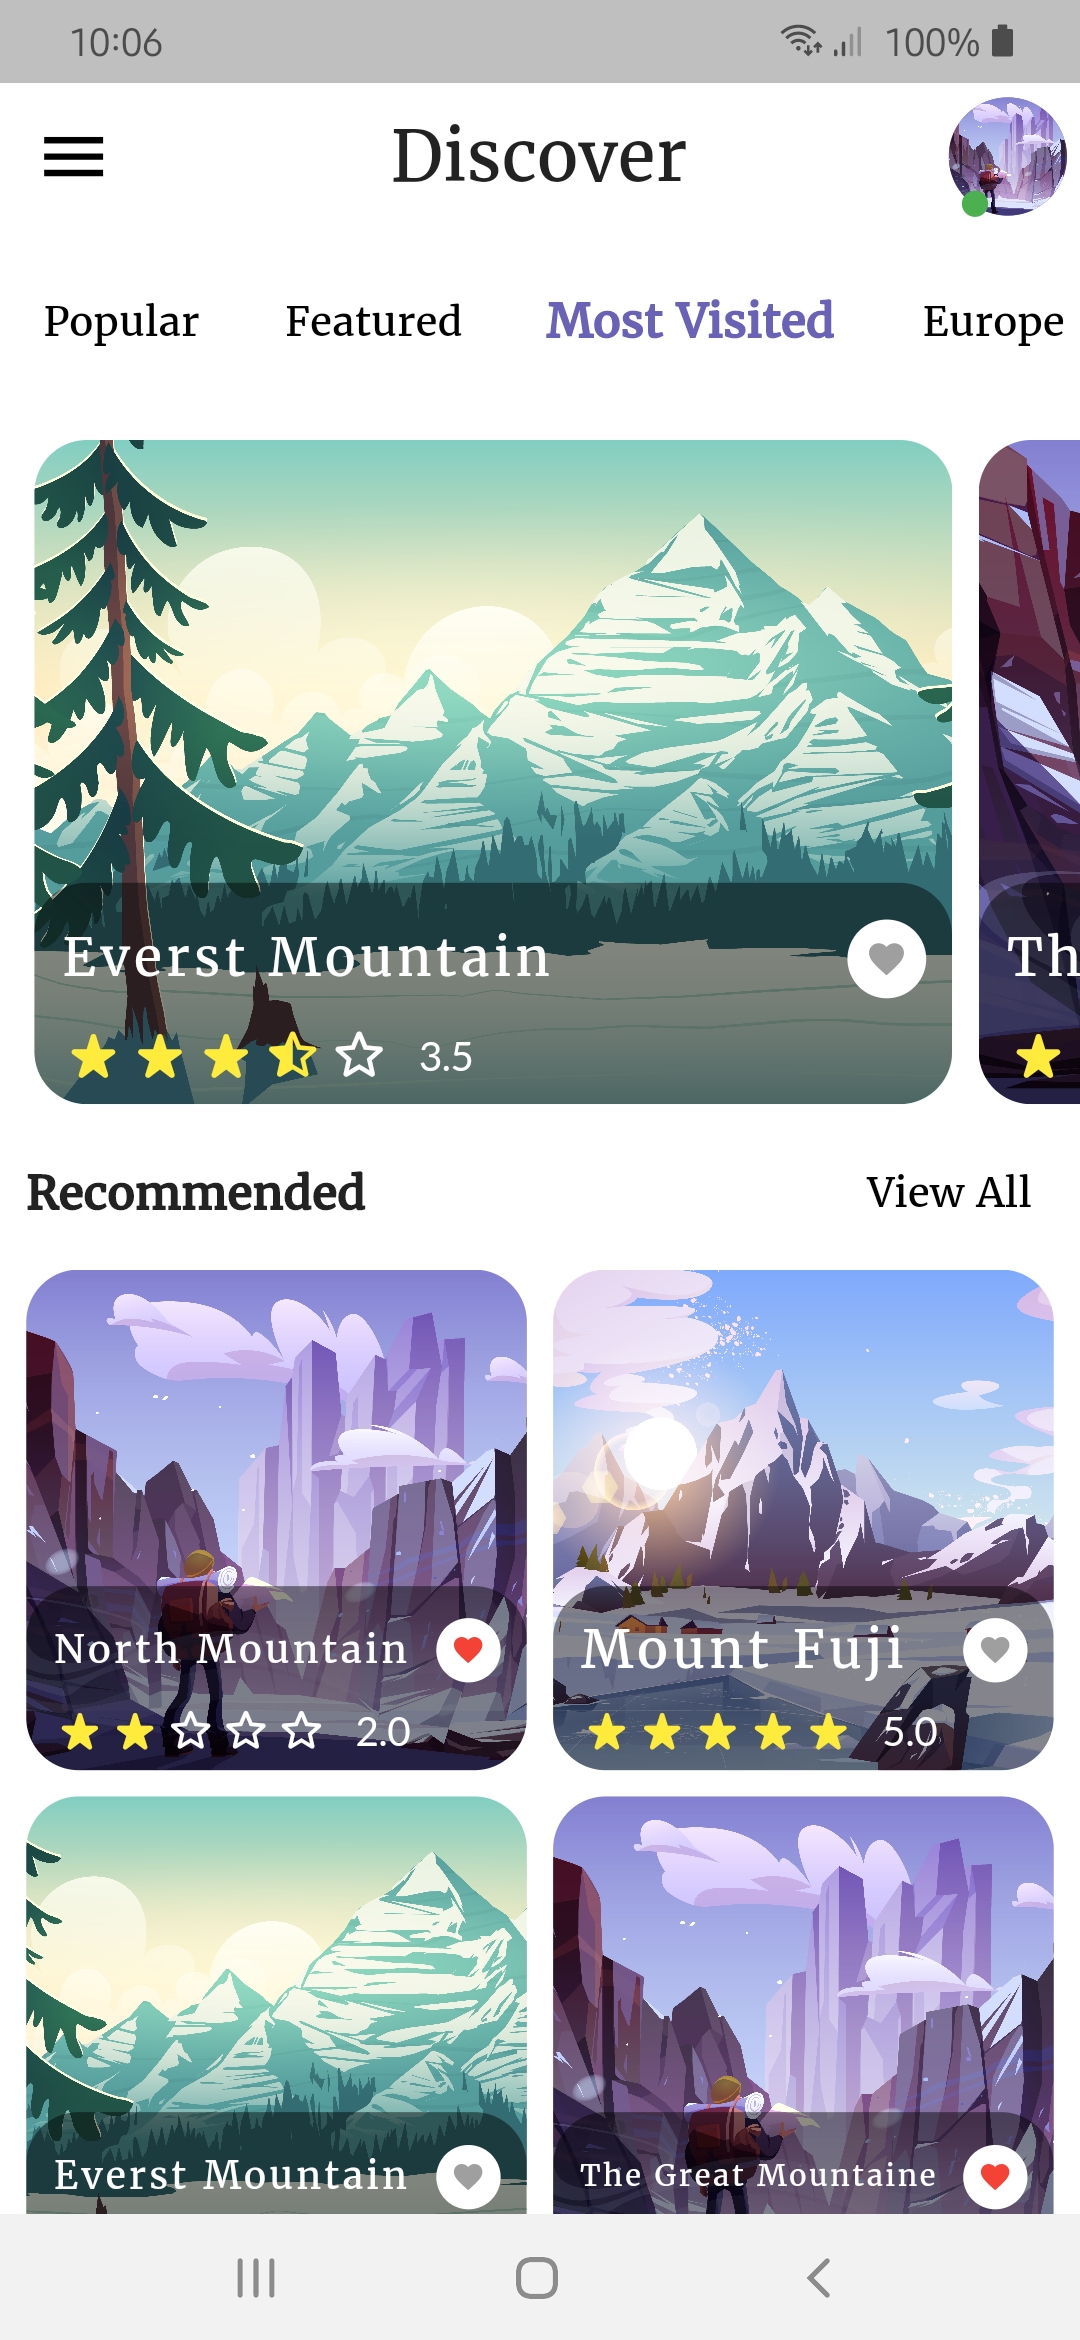 10:06 100%
Discover
Popular Featured Most Visited Europe
Everst Mountain Th
3.5
Recommended View All
North Mountain Mount Fuji
2.0 5.0
Everst Mountain The Great Mountaine